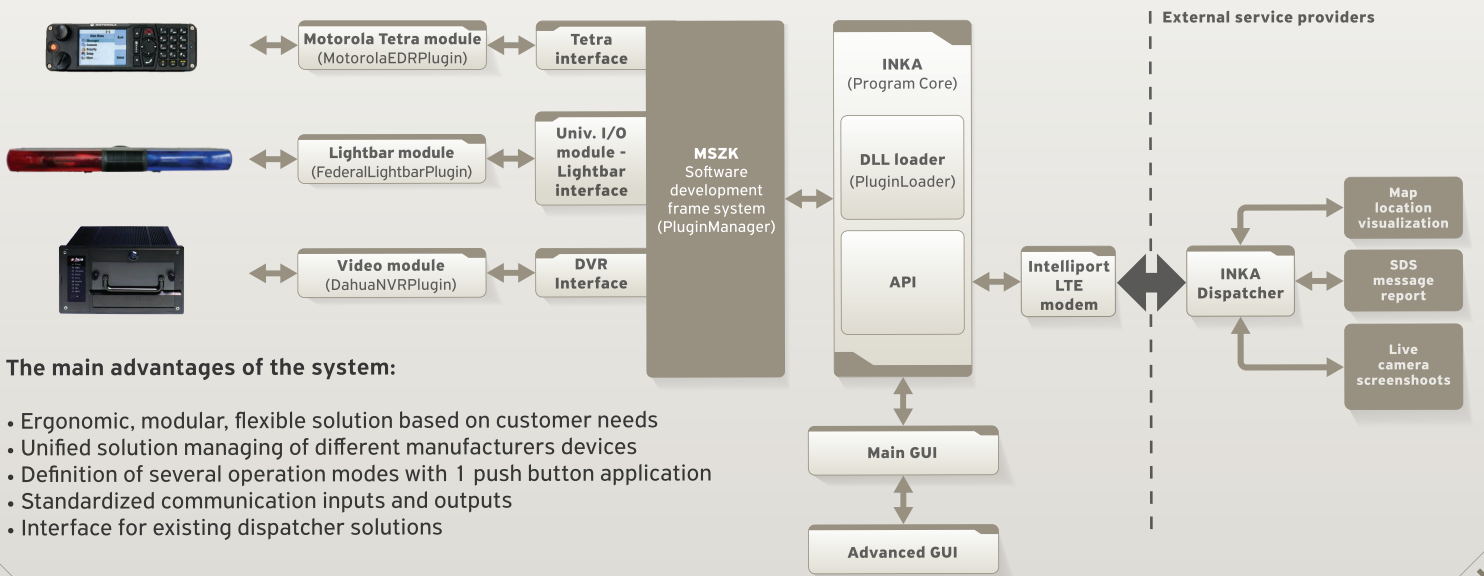 External service providers
Motorola Tetra module
(MotorolaEDRPlugin)
Tetra
interface
Lightbar module
(FederalLightbarPlugin)
Univ. I/O
module -
Lightbar
interface
Video module
(DahuaNVRPlugin)
DVR
Interface
MSZK
Software
development
frame system
(PluginManager)
INKA
(Program Core)
DLL loader
(PluginLoader)
API
Intelliport
LTE
modem
INKA
Dispatcher
Map
location
visualization
SDS
message
report
Live
camera
screenshoots
Main GUI
Advanced GUI
The main advantages of the system:
• Ergonomic, modular, flexible solution based on customer needs
• Unified solution managing of different manufacturers devices
• Definition of several operation modes with 1 push button application
• Standardized communication inputs and outputs
• Interface for existing dispatcher solutions